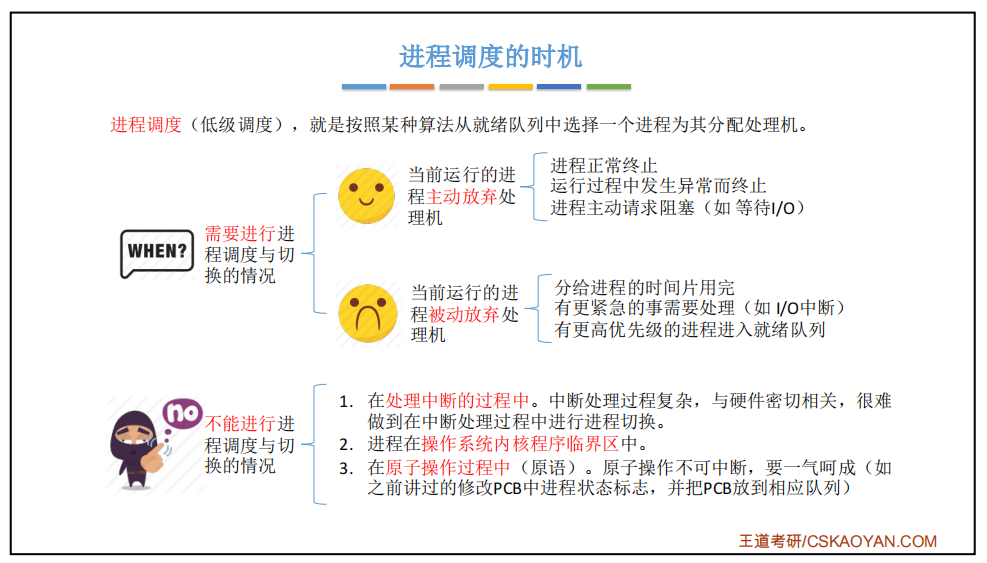 进程调度的时机
进程调度（低级调度），就是按照某种算法从就绪队列中选择一个进程为其分配处理机。
WHEN?
需要进行进
程调度与切
换的情况
当前运行的进
程主动放弃处
理机
进程正常终止
运行过程中发生异常而终止
进程主动请求阻塞（如 等待I/O）
当前运行的进
程被动放弃处
理机
分给进程的时间片用完
有更紧急的事需要处理（如 I/O中断）
有更高优先级的进程进入就绪队列
no
不能进行进
程调度与切
换的情况
1. 在处理中断的过程中。中断处理过程复杂，与硬件密切相关，很难
做到在中断处理过程中进行进程切换。
2. 进程在操作系统内核程序临界区中。
3. 在原子操作过程中（原语）。原子操作不可中断，要一气呵成（如
之前讲过的修改PCB中进程状态标志，并把PCB放到相应队列）
王道考研/CSKAOYAN.COM